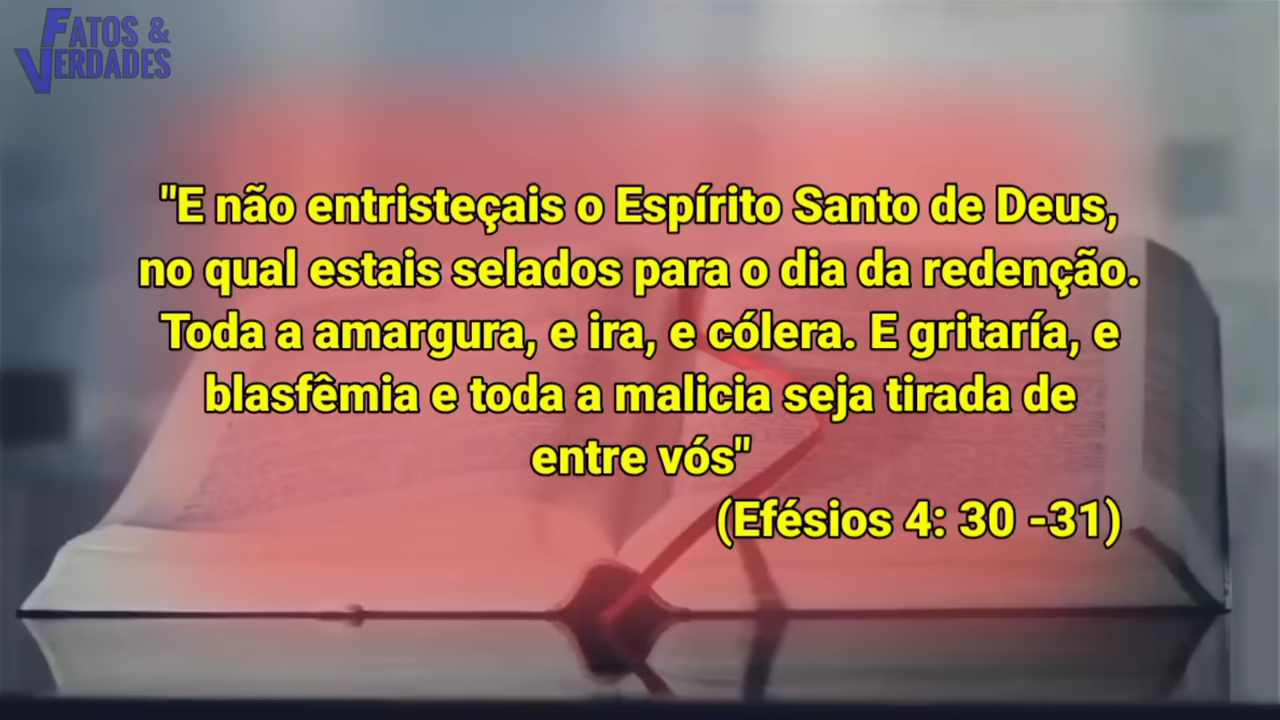 FATOS &
VERDADES
"E não entristeçais o Espírito Santo de Deus,
no qual estais selados para o dia da redenção.
Toda a amargura, e ira, e cólera. E gritaría, e
blasfêmia e toda a malicia seja tirada de
entre vós"
(Efésios 4: 30 -31)